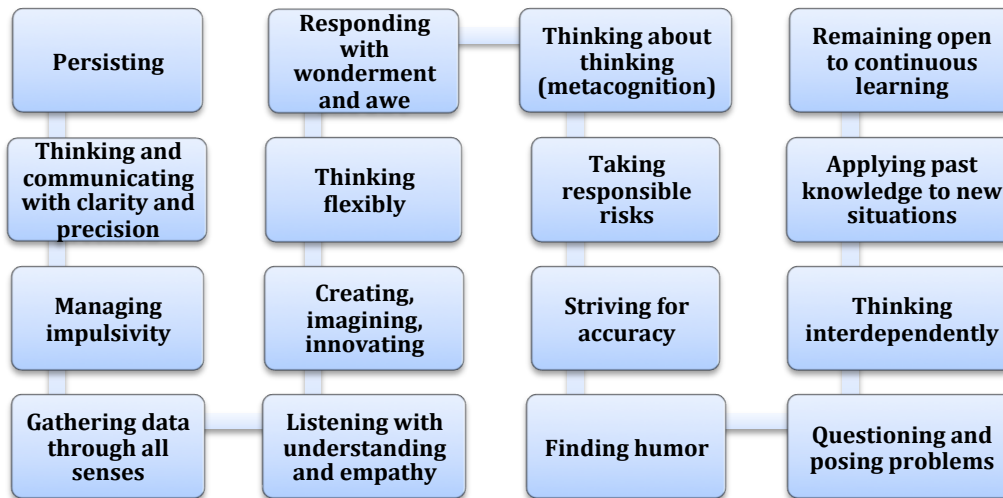 Persisting
Thinking and
communicating
with clarity and
precision
Managing
impulsivity
Gathering data
through all
senses
Listening with
understanding
and empathy
Creating,
imagining,
innovating
Thinking
flexibly
Responding
with
wonderment
and awe
Thinking about
thinking
(metacognition)
Taking
responsible
risks
Striving for
accuracy
Finding humor
Questioning and
posing problems
Thinking
interdependently
Applying past
knowledge to new
situations
Remaining open
to continuous
learning